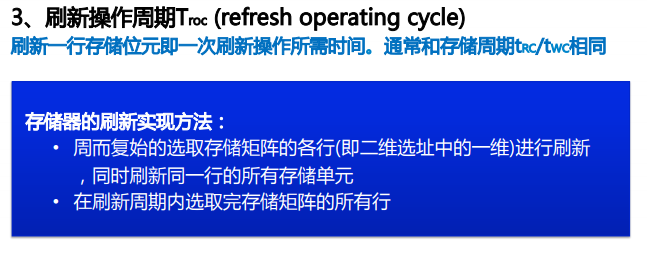 3、刷新操作周期Troc (refresh operating cycle)
刷新一行存储位元即一次刷新操作所需时间。通常和存储周期tRC/tWC相同
存储器的刷新实现方法：
• 周而复始的选取存储矩阵的各行(即二维选址中的一维)进行刷新
，同时刷新同一行的所有存储单元
• 在刷新周期内选取完存储矩阵的所有行